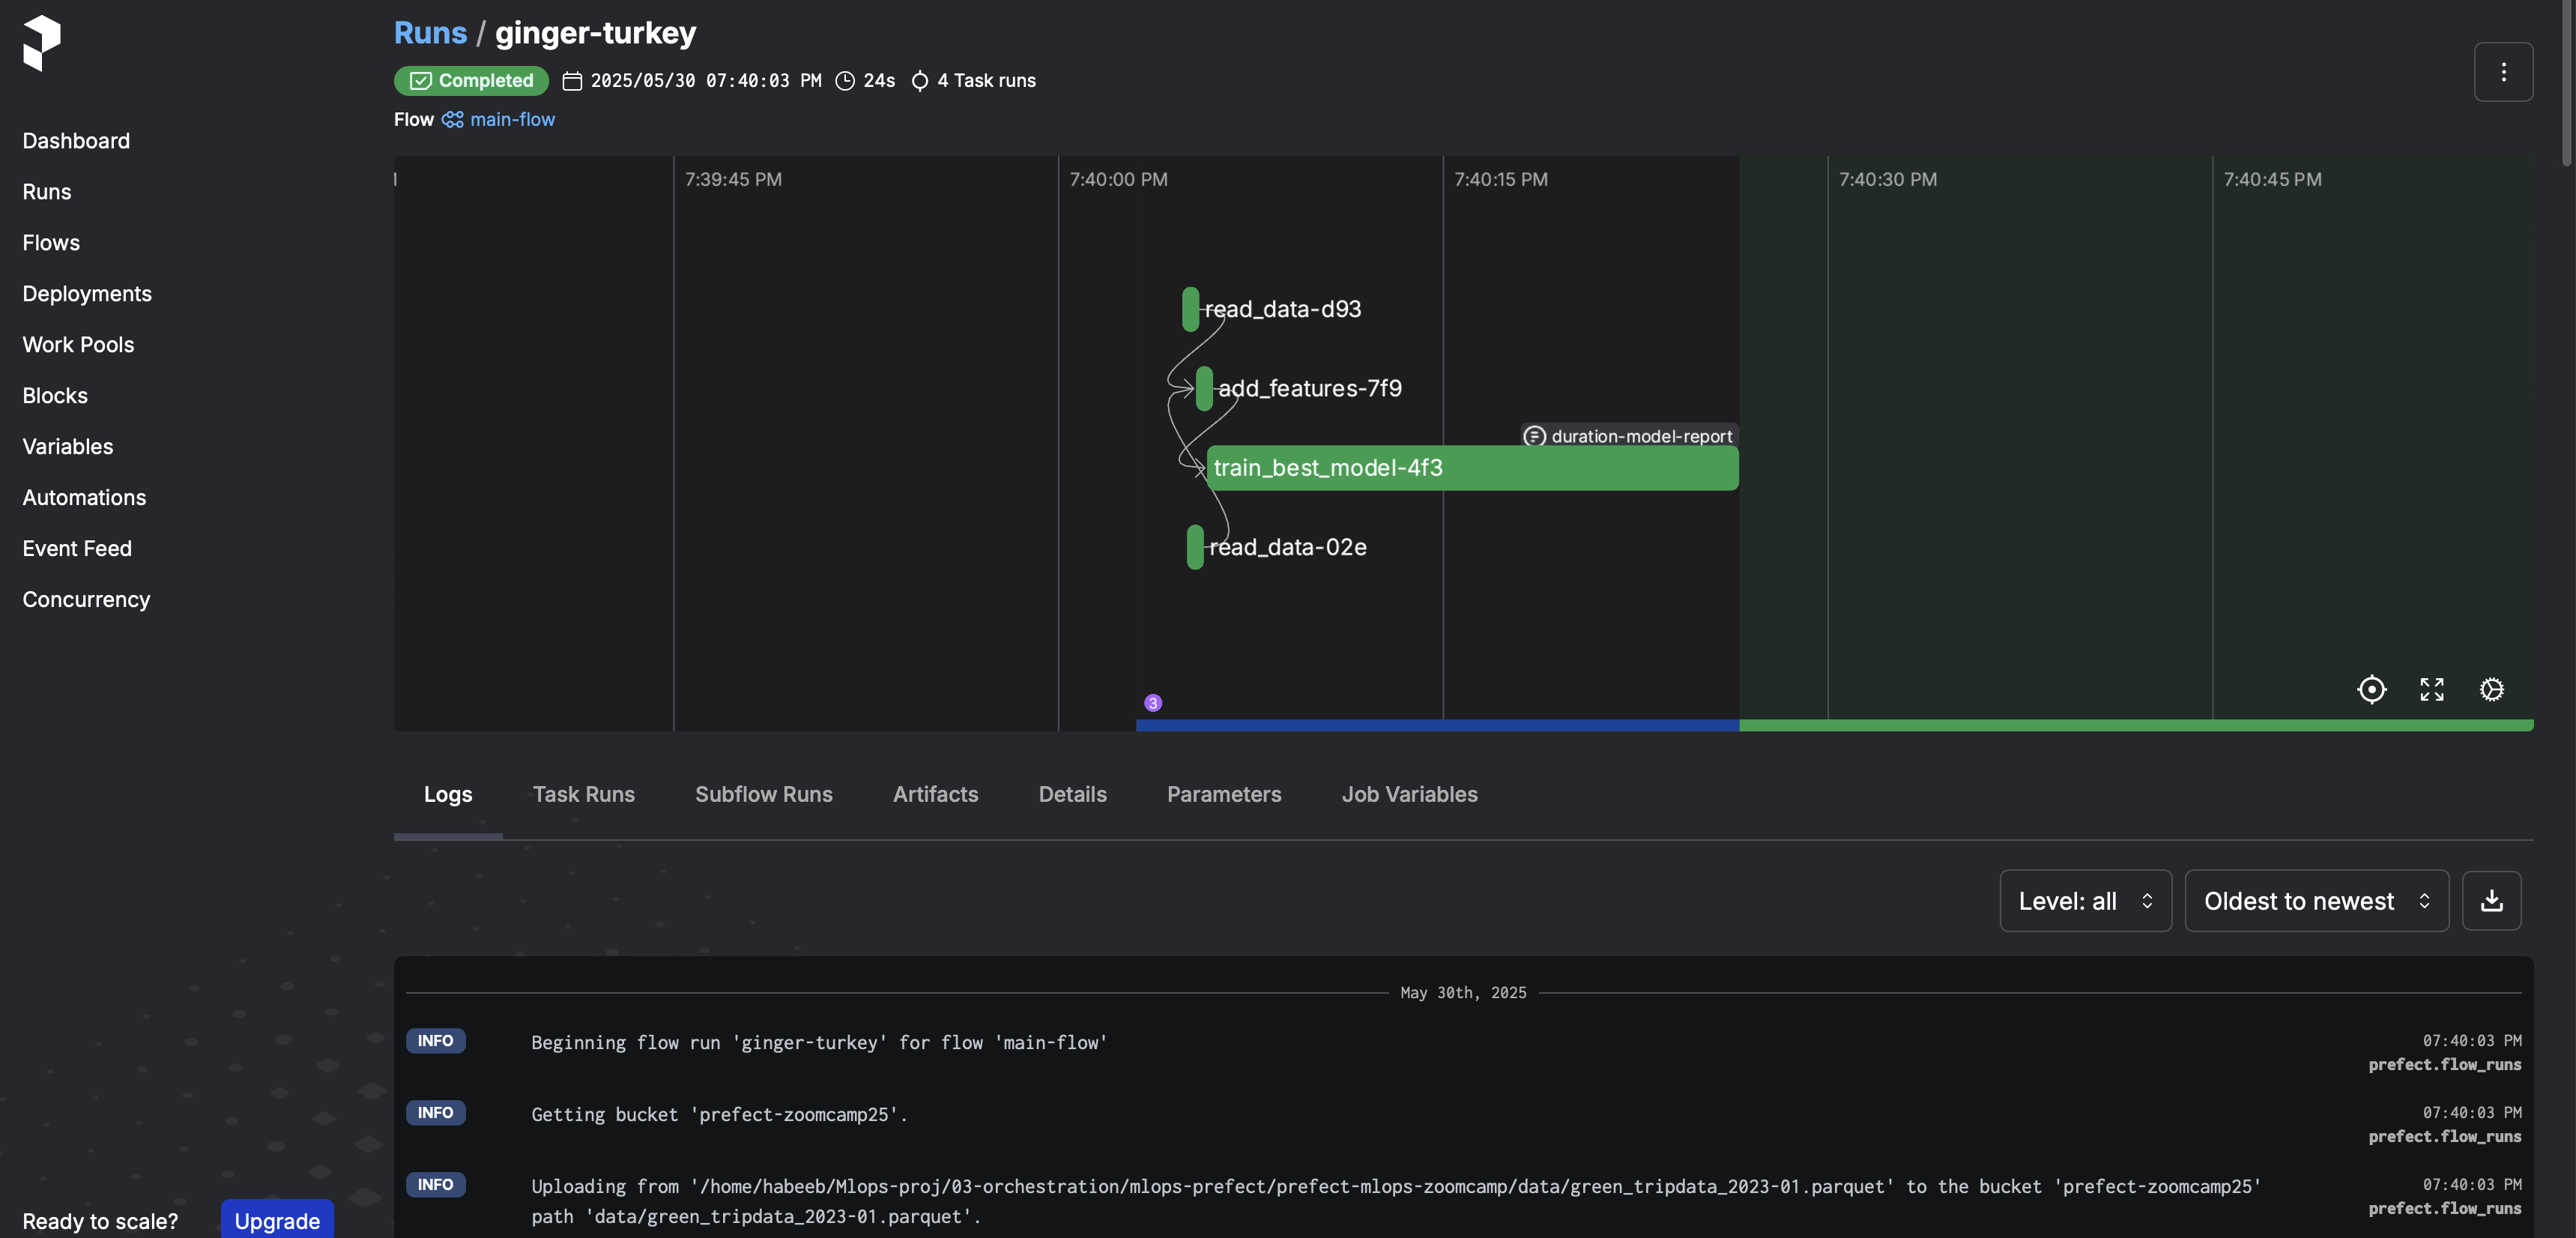 Runs / ginger-turkey
Completed 2025/05/30 07:40:03 PM 24s 4 Task runs
Flow main-flow
Dashboard
Runs
Flows
Deployments
Work Pools
Blocks
Variables
Automations
Event Feed
Concurrency
Ready to scale? Upgrade
7:39:45 PM 7:40:00 PM 7:40:15 PM 7:40:30 PM 7:40:45 PM
read_data-d93
add_features-7f9
duration-model-report
train_best_model-4f3
read_data-02e
3
Logs Task Runs Subflow Runs Artifacts Details Parameters Job Variables
Level: all Oldest to newest
May 30th, 2025
INFO Beginning flow run 'ginger-turkey' for flow 'main-flow' 07:40:03 PM
prefect.flow_runs
INFO Getting bucket 'prefect-zoomcamp25'. 07:40:03 PM
prefect.flow_runs
INFO Uploading from '/home/habeeb/Mlops-proj/03-orchestration/mlops-prefect/prefect-mlops-zoomcamp/data/green_tripdata_2023-01.parquet' to the bucket 'prefect-zoomcamp25' 07:40:03 PM
path 'data/green_tripdata_2023-01.parquet'. prefect.flow_runs